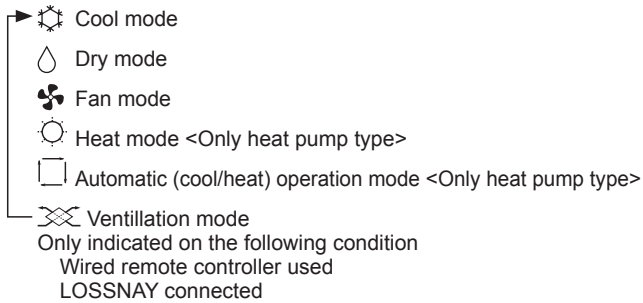 Cool mode
Dry mode
Fan mode
Heat mode <Only heat pump type>
Automatic (cool/heat) operation mode <Only heat pump type>
Ventillation mode
Only indicated on the following condition
Wired remote controller used
LOSSNAY connected